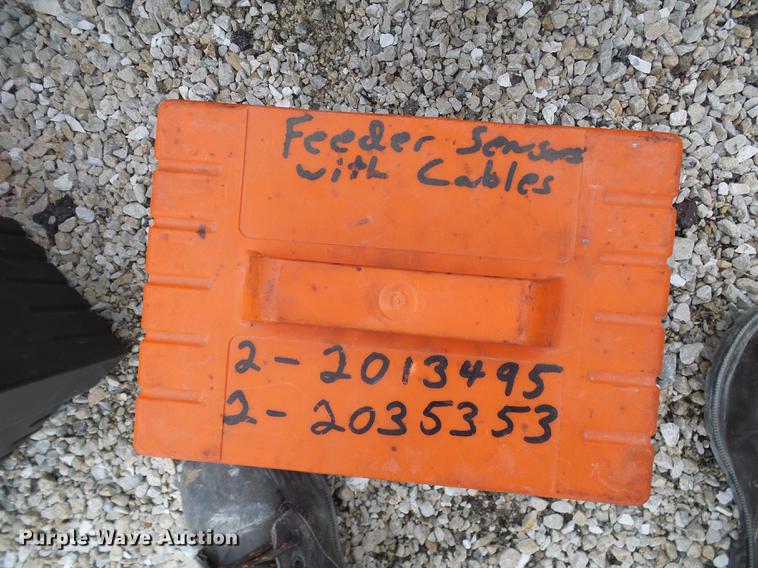 Feeder Sensors
with Cables
2-2013495
2-2035353
Purple Wave Auction